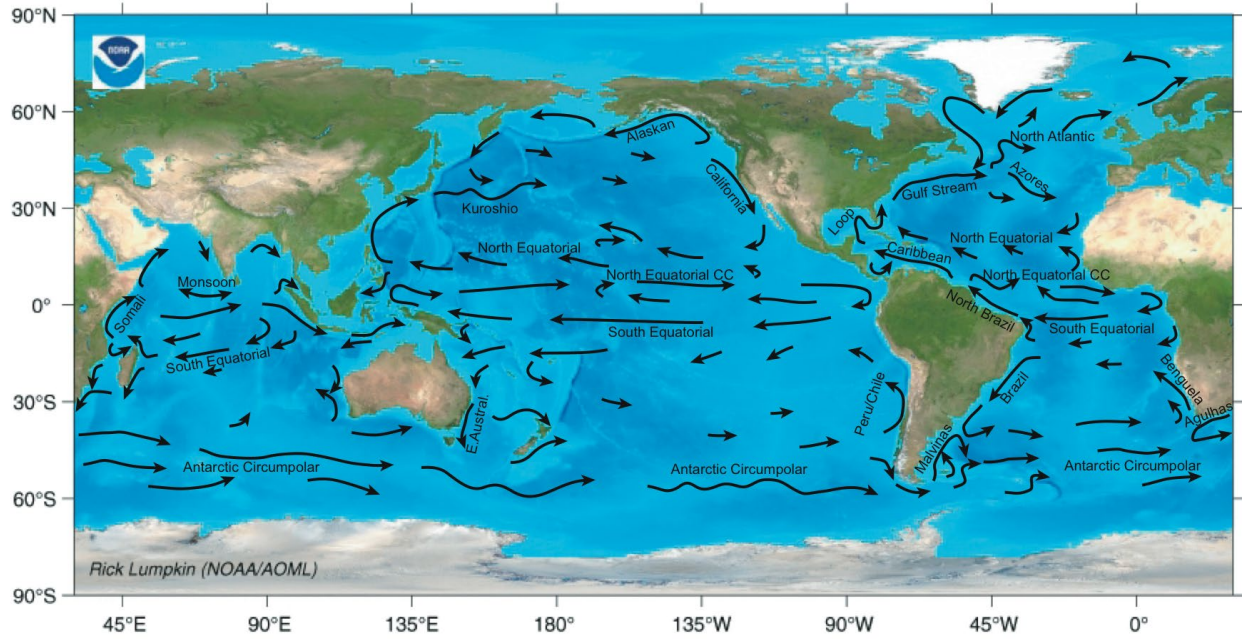 90°N
NOAA
60°N
Alaskan
North Atlantic
California
Azores
Gulf Stream
30°N
Kuroshio
Loop
North Equatorial
North Equatorial
Caribbean
Monsoon
North Equatorial CC
North Equatorial CC
0°
Somali
North Brazil
South Equatorial
South Equatorial
South Equatorial
Brazil
Benguela
30°S
E.Austral.
Peru/Chile
Agulhas
Malvinas
Antarctic Circumpolar
Antarctic Circumpolar
Antarctic Circumpolar
60°S
Rick Lumpkin (NOAA/AOML)
90°S
45°E
90°E
135°E
180°
135°W
90°W
45°W
0°